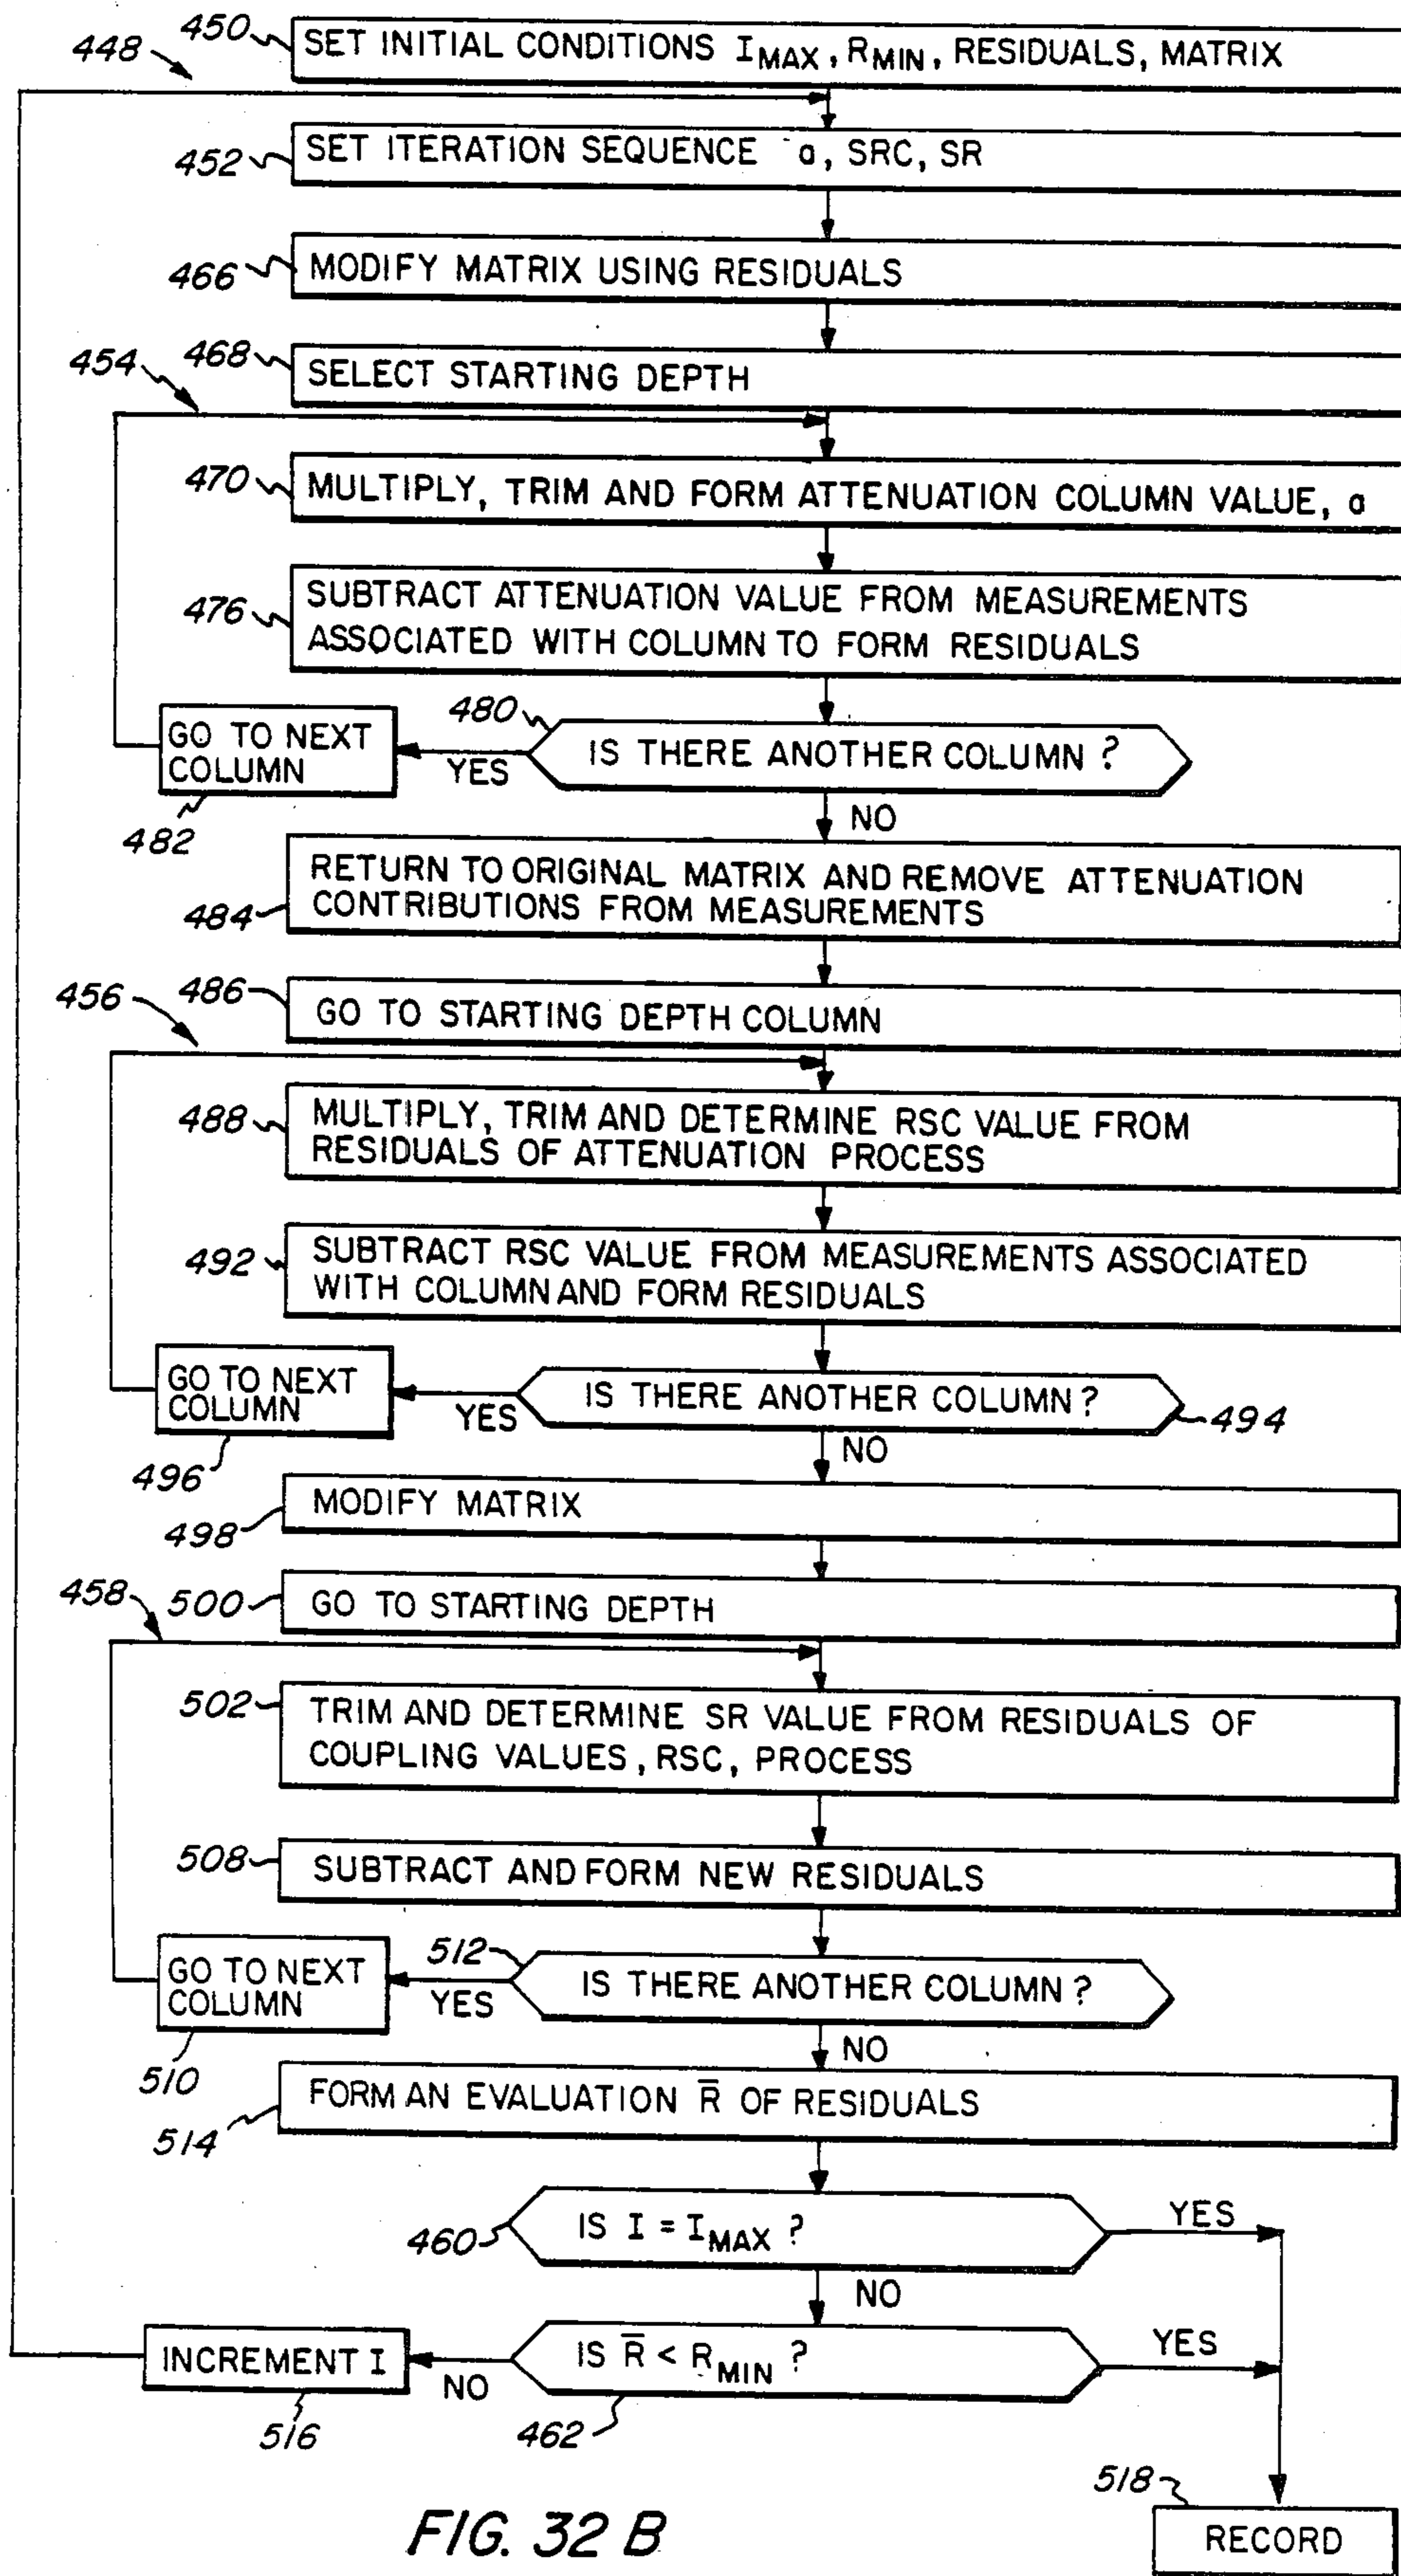 450 SET INITIAL CONDITIONS IMAX, RMIN, RESIDUALS, MATRIX
448
452 SET ITERATION SEQUENCE a, SRC, SR
466 MODIFY MATRIX USING RESIDUALS
454 468 SELECT STARTING DEPTH
470 MULTIPLY, TRIM AND FORM ATTENUATION COLUMN VALUE, a
476 SUBTRACT ATTENUATION VALUE FROM MEASUREMENTS
ASSOCIATED WITH COLUMN TO FORM RESIDUALS
480
GO TO NEXT
COLUMN
YES
IS THERE ANOTHER COLUMN ?
482
NO
484 RETURN TO ORIGINAL MATRIX AND REMOVE ATTENUATION
CONTRIBUTIONS FROM MEASUREMENTS
456 486 GO TO STARTING DEPTH COLUMN
488 MULTIPLY, TRIM AND DETERMINE RSC VALUE FROM
RESIDUALS OF ATTENUATION PROCESS
492 SUBTRACT RSC VALUE FROM MEASUREMENTS ASSOCIATED
WITH COLUMN AND FORM RESIDUALS
GO TO NEXT
COLUMN
YES
IS THERE ANOTHER COLUMN ?
494
496
NO
498 MODIFY MATRIX
458 500 GO TO STARTING DEPTH
502 TRIM AND DETERMINE SR VALUE FROM RESIDUALS OF
COUPLING VALUES, RSC, PROCESS
508 SUBTRACT AND FORM NEW RESIDUALS
512
GO TO NEXT
COLUMN
YES
IS THERE ANOTHER COLUMN ?
510
NO
514 FORM AN EVALUATION R̅ OF RESIDUALS
460 IS I = IMAX ?
YES
NO
INCREMENT I
NO
IS R̅ < RMIN ?
YES
516
462
518
RECORD
FIG. 32 B